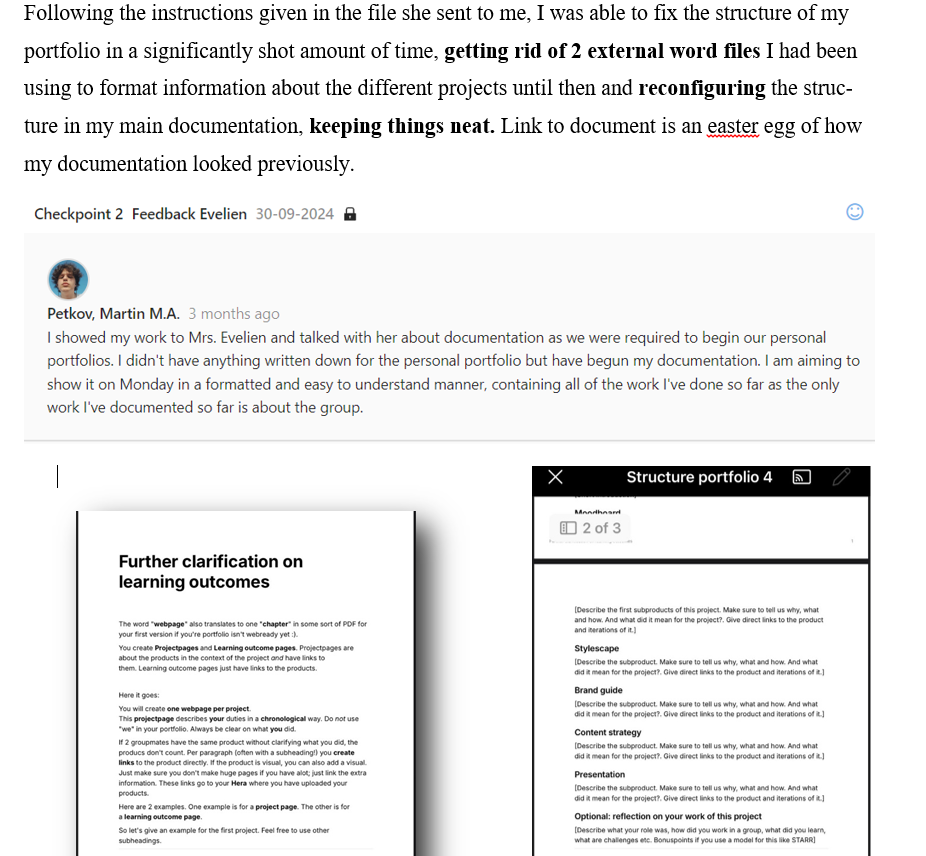 Following the instructions given in the file she sent to me, I was able to fix the structure of my
portfolio in a significantly shot amount of time, getting rid of 2 external word files I had been
using to format information about the different projects until then and reconfiguring the struc-
ture in my main documentation, keeping things neat. Link to document is an easter egg of how
my documentation looked previously.
Checkpoint 2 Feedback Evelien 30-09-2024
Petkov, Martin M.A. 3 months ago
I showed my work to Mrs. Evelien and talked with her about documentation as we were required to begin our personal
portfolios. I didn't have anything written down for the personal portfolio but have begun my documentation. I am aiming to
show it on Monday in a formatted and easy to understand manner, containing all of the work I've done so far as the only
work I've documented so far is about the group.
Further clarification on
learning outcomes
The word "webpage" also translates to one "chapter" in some sort of PDF for
your first version if you're portfolio isn't webready yet :).
You create Projectpages and Learning outcome pages. Projectpages are
about the products in the context of the project and have links to
them. Learning outcome pages just have links to the products.
Here it goes:
You will create one webpage per project.
This projectpage describes your duties in a chronological way. Do not use
"we" in your portfolio. Always be clear on what you did.
If 2 groupmates have the same product without clarifying what you did, the
producs don't count. Per paragraph (often with a subheading!) you create
links to the product directly. If the product is visual, you can also add a visual.
Just make sure you don't make huge pages if you have alot; just link the extra
information. These links go to your Hera where you have uploaded your
products.
Here are 2 examples. One example is for a project page. The other is for
a learning outcome page.
So let's give an example for the first project. Feel free to use other
subheadings.
Structure portfolio 4
Moodboard
2 of 3
[Describe the first subproducts of this project. Make sure to tell us why, what
and how. And what did it mean for the project?. Give direct links to the product
and iterations of it.]
Stylescape
[Describe the subproduct. Make sure to tell us why, what and how. And what
did it mean for the project?. Give direct links to the product and iterations of it.]
Brand guide
[Describe the subproduct. Make sure to tell us why, what and how. And what
did it mean for the project?. Give direct links to the product and iterations of it.]
Content strategy
[Describe the subproduct. Make sure to tell us why, what and how. And what
did it mean for the project?. Give direct links to the product and iterations of it.]
Presentation
[Describe the subproduct. Make sure to tell us why, what and how. And what
did it mean for the project?. Give direct links to the product and iterations of it.]
Optional: reflection on your work of this project
[Describe what your role was, how did you work in a group, what did you learn,
what are challenges etc. Bonuspoints if you use a model for this like STARR]